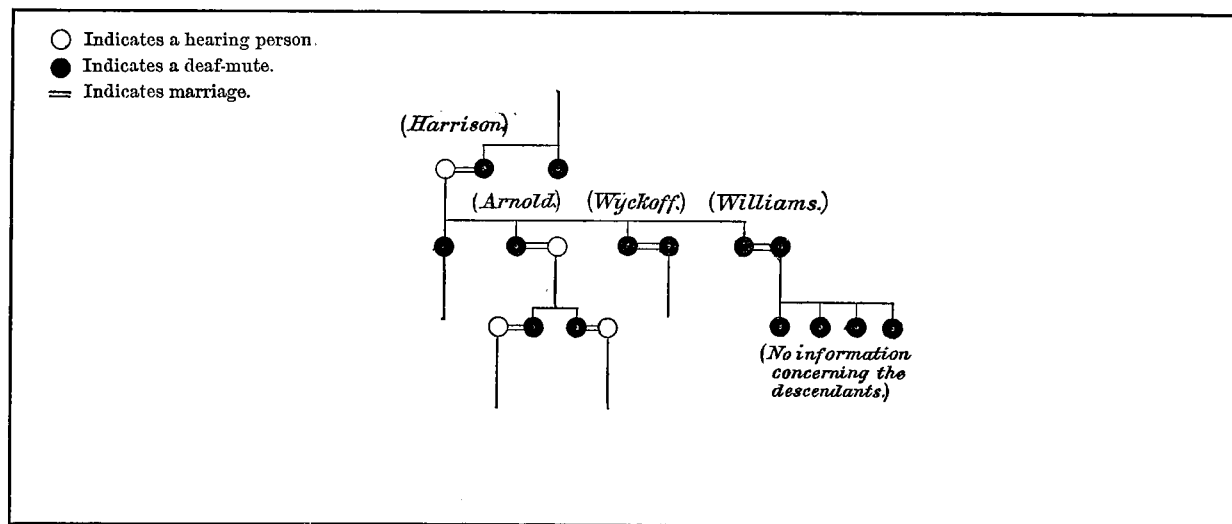 Indicates a hearing person.
Indicates a deaf-mute.
Indicates marriage.
(Harrison)
(Arnold.) (Wyckoff.) (Williams.)
(No information
concerning the
descendants.)